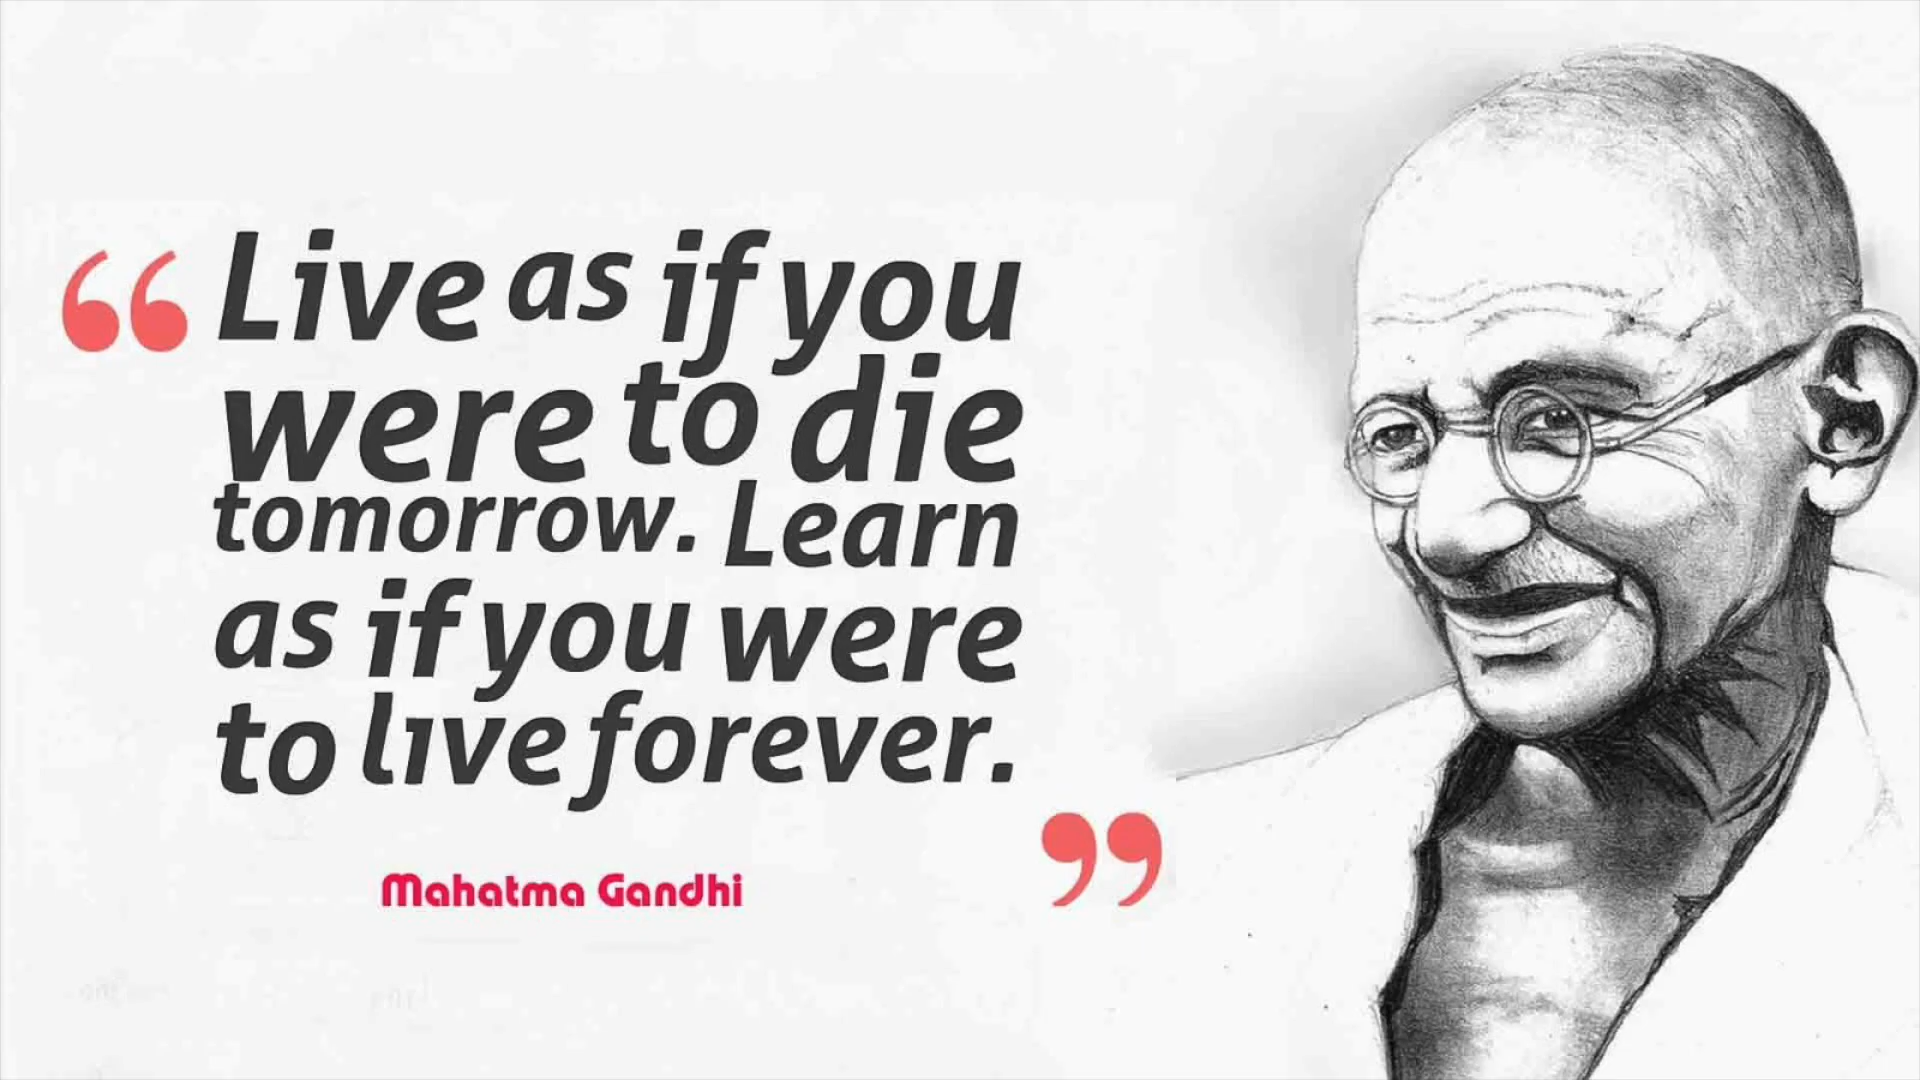 “ Live as if you
were to die
tomorrow. Learn
as if you were
to live forever. ”
Mahatma Gandhi